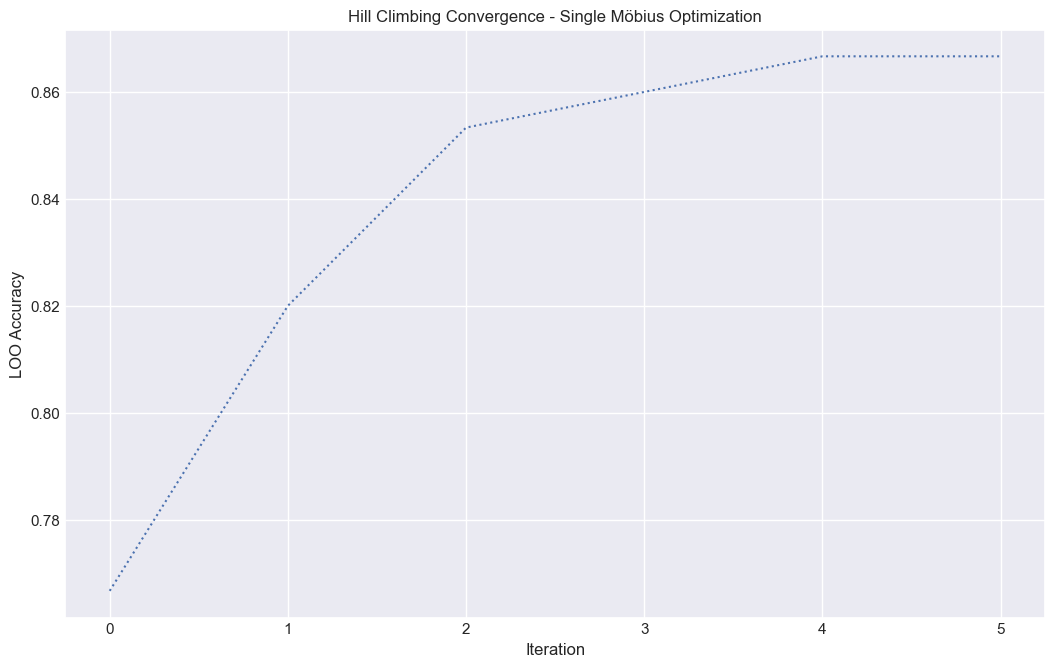 Hill Climbing Convergence - Single Möbius Optimization
LOO Accuracy
0.86
0.84
0.82
0.80
0.78
0 1 2 3 4 5
Iteration